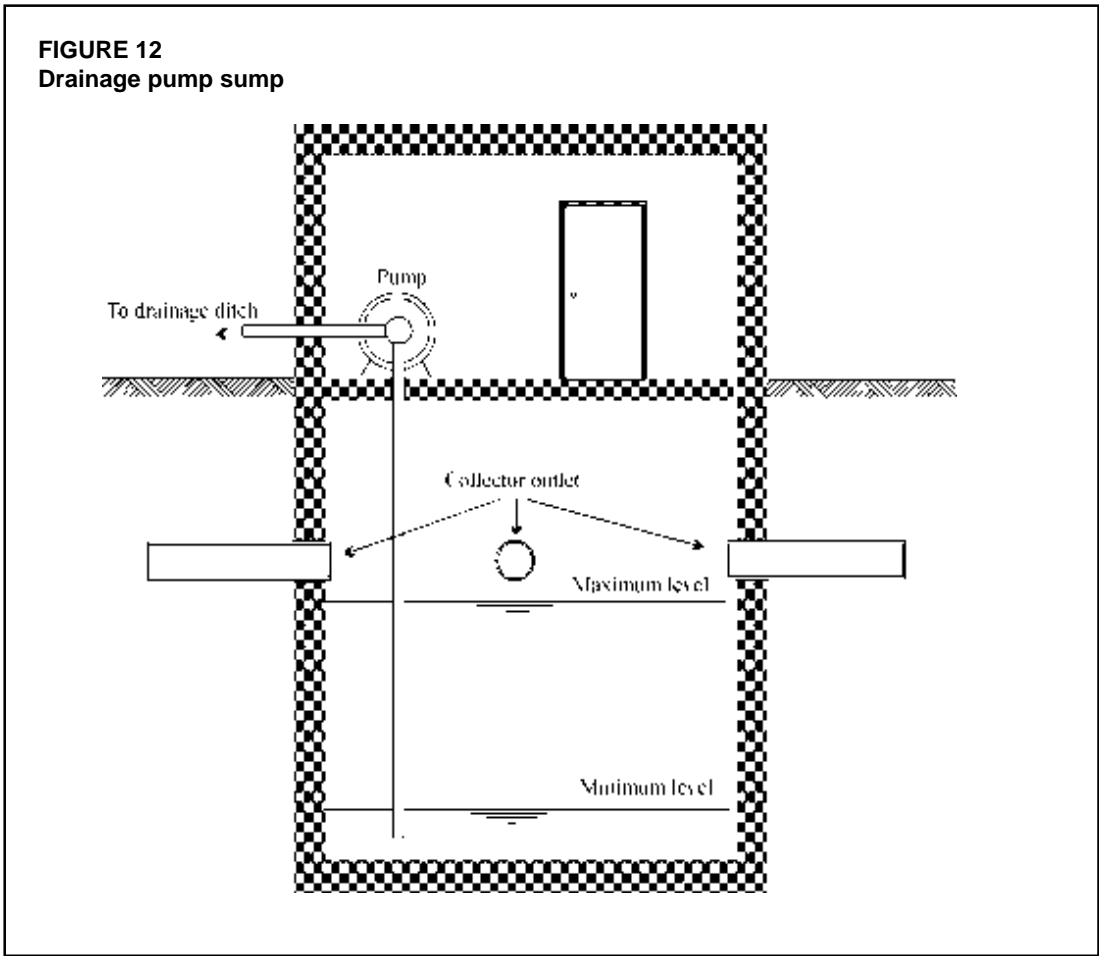 FIGURE 12
Drainage pump sump
Pump
To drainage ditch
Collector outlet
Maximum level
Minimum level